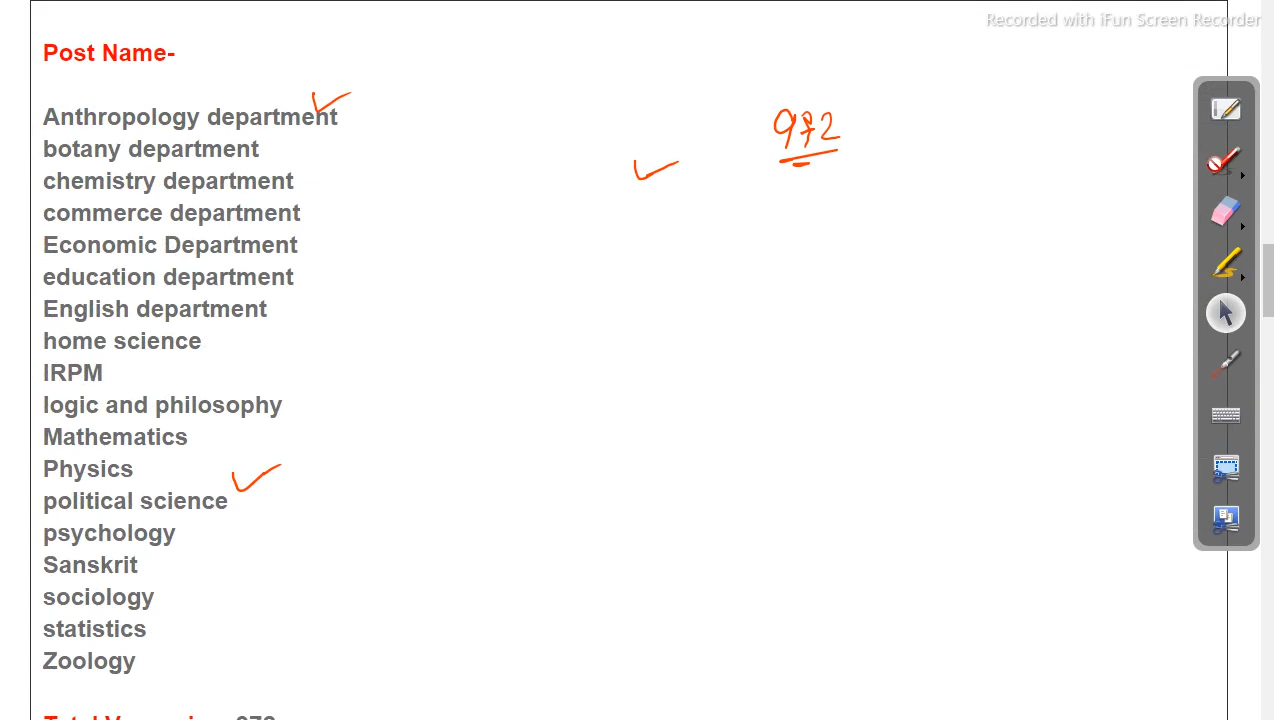 Recorded with iFun Screen Recorder
Post Name-
Anthropology department
972
botany department
chemistry department
commerce department
Economic Department
education department
English department
home science
IRPM
logic and philosophy
Mathematics
Physics
political science
psychology
Sanskrit
sociology
statistics
Zoology